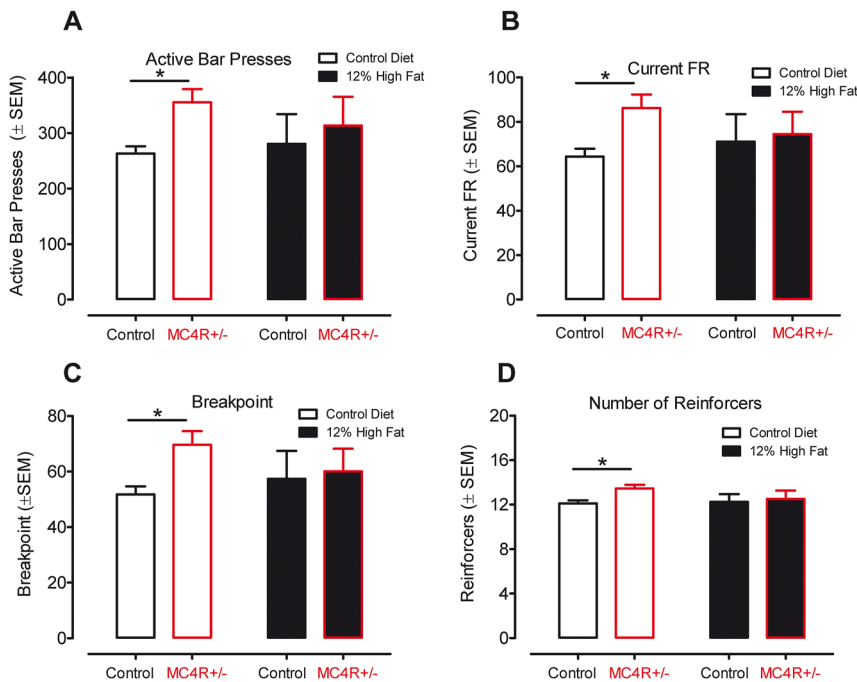 A
Active Bar Presses
Control Diet
12% High Fat
*
Active Bar Presses (± SEM)
400
300
200
100
0
Control
MC4R+/-
Control
MC4R+/-
B
Current FR
Control Diet
12% High Fat
*
Current FR (± SEM)
100
80
60
40
20
0
Control
MC4R+/-
Control
MC4R+/-
C
Breakpoint
Control Diet
12% High Fat
*
Breakpoint (±SEM)
80
60
40
20
0
Control
MC4R+/-
Control
MC4R+/-
D
Number of Reinforcers
Control Diet
12% High Fat
*
Reinforcers (± SEM)
20
16
12
8
4
0
Control
MC4R+/-
Control
MC4R+/-